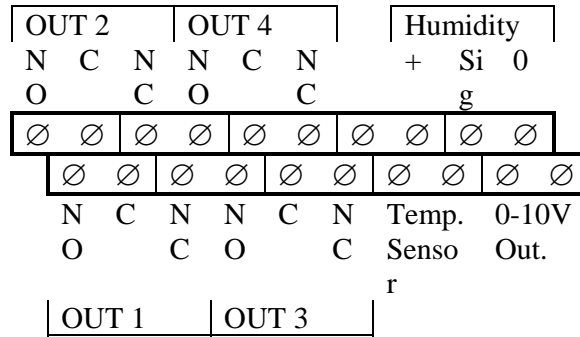 OUT 2 OUT 4 Humidity
N C N N C N + Si 0
O C O C g
∅ ∅ ∅ ∅ ∅ ∅ ∅ ∅ ∅ ∅
∅ ∅ ∅ ∅ ∅ ∅ ∅ ∅ ∅ ∅
N C N N C N Temp. 0-10V
O C O C Senso Out.
r
OUT 1 OUT 3